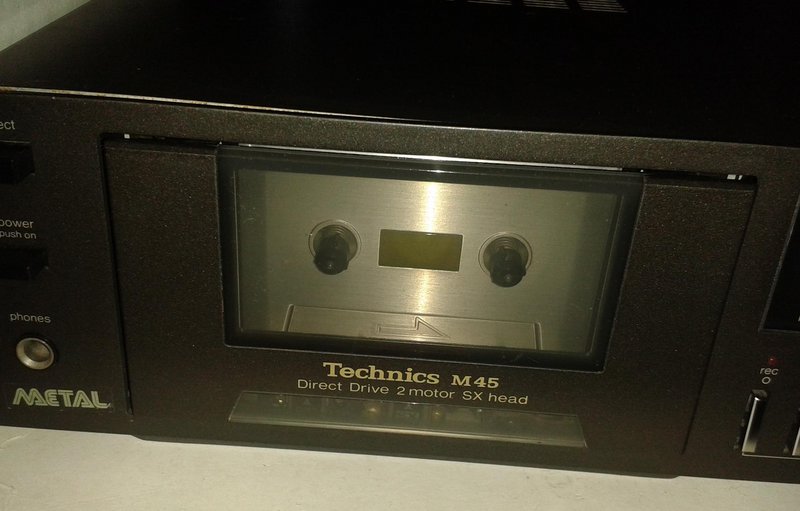 ect
power
push on
phones
METAL
Technics M45
Direct Drive 2 motor SX head
rec